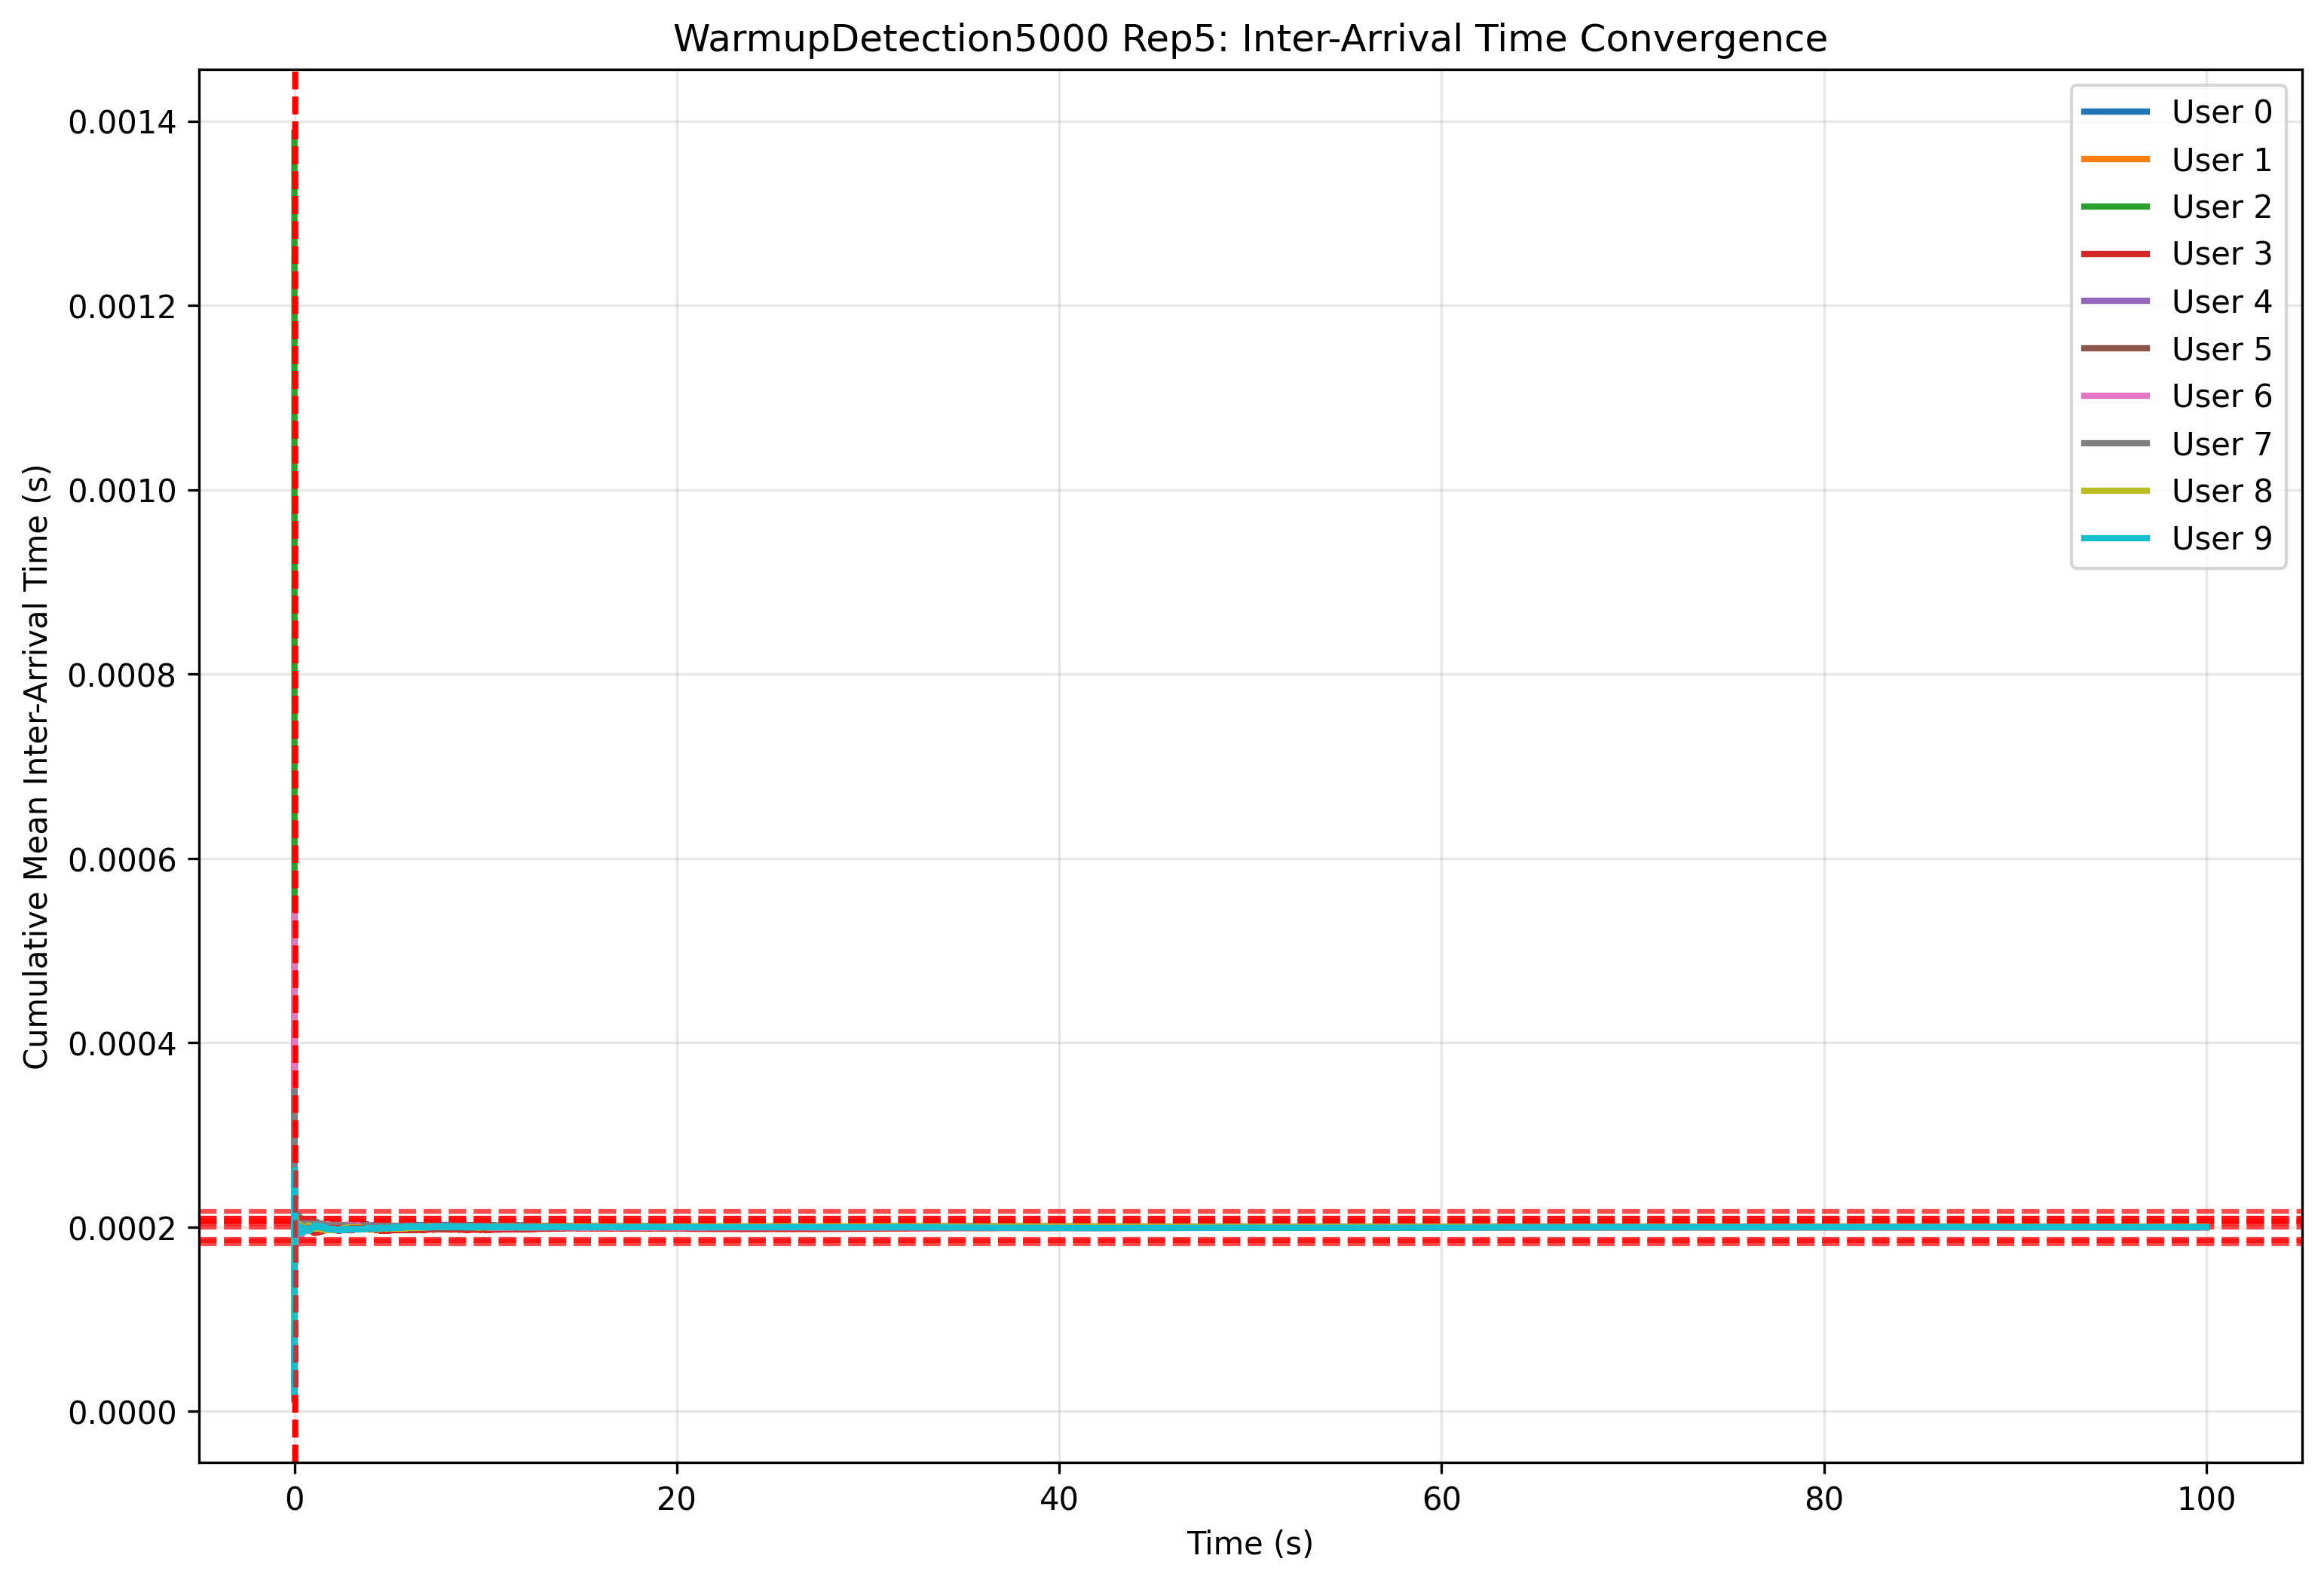 WarmupDetection5000 Rep5: Inter-Arrival Time Convergence
Cumulative Mean Inter-Arrival Time (s)
0.0014
0.0012
0.0010
0.0008
0.0006
0.0004
0.0002
0.0000
User 0
User 1
User 2
User 3
User 4
User 5
User 6
User 7
User 8
User 9
0 20 40 60 80 100
Time (s)